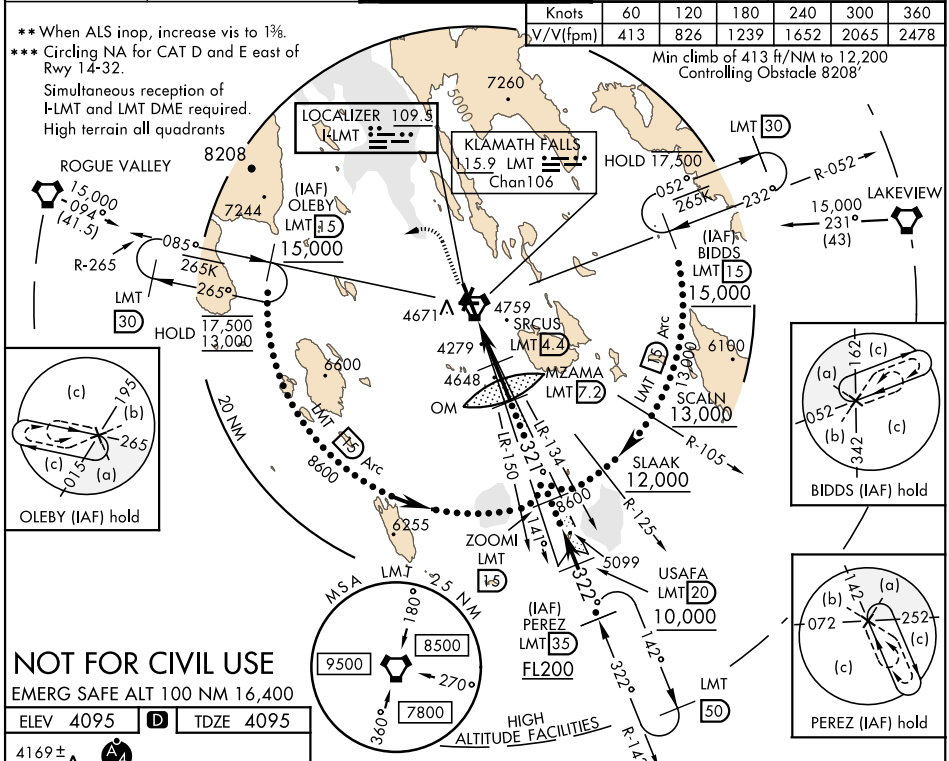 Knots 60 120 180 240 300 360
V/V(fpm) 413 826 1239 1652 2065 2478
Min climb of 413 ft/NM to 12,200
Controlling Obstacle 8208'
** When ALS inop, increase vis to 1⅜.
*** Circling NA for CAT D and E east of
Rwy 14-32.
Simultaneous reception of
I-LMT and LMT DME required.
High terrain all quadrants
LOCALIZER 109.5
I-LMT
KLAMATH FALLS
115.9 LMT
Chan106
7260
5000
8208
7244
ROGUE VALLEY
15,000
094°
(41.5)
R-265
085°
265K
265°
LMT
30
HOLD 17,500
13,000
(IAF)
OLEBY
LMT 15
15,000
HOLD 17,500
LMT 30
052°
265K
232°
R-052
LAKEVIEW
15,000
231°
(43)
(IAF)
BIDDS
LMT 15
15,000
4671
4759
4279
4648
SRCUS
LMT 4.4
MZAMA
LMT 7.2
OM
6100
LMT 15 Arc
13,000
SCALN
13,000
R-105
SLAAK
12,000
R-125
6600
20 NM
LMT 15 Arc
8600
6255
LR-150
LR-134
321°
141°
8600
ZOOMI
LMT
15
5099
USAFA
LMT 20
10,000
322°
(IAF)
PEREZ
LMT 35
FL200
142°
322°
LMT
50
R-142
HIGH
ALTITUDE FACILITIES
(c)
195
(b)
265
(c)
(a)
015
OLEBY (IAF) hold
162
(c)
(a)
052
(b)
(c)
342
BIDDS (IAF) hold
142
(a)
(b)
072
252
(c)
(c)
PEREZ (IAF) hold
MSA LMT 25 NM
180°
8500
9500
270°
7800
360°
NOT FOR CIVIL USE
EMERG SAFE ALT 100 NM 16,400
ELEV 4095 D TDZE 4095
4169±